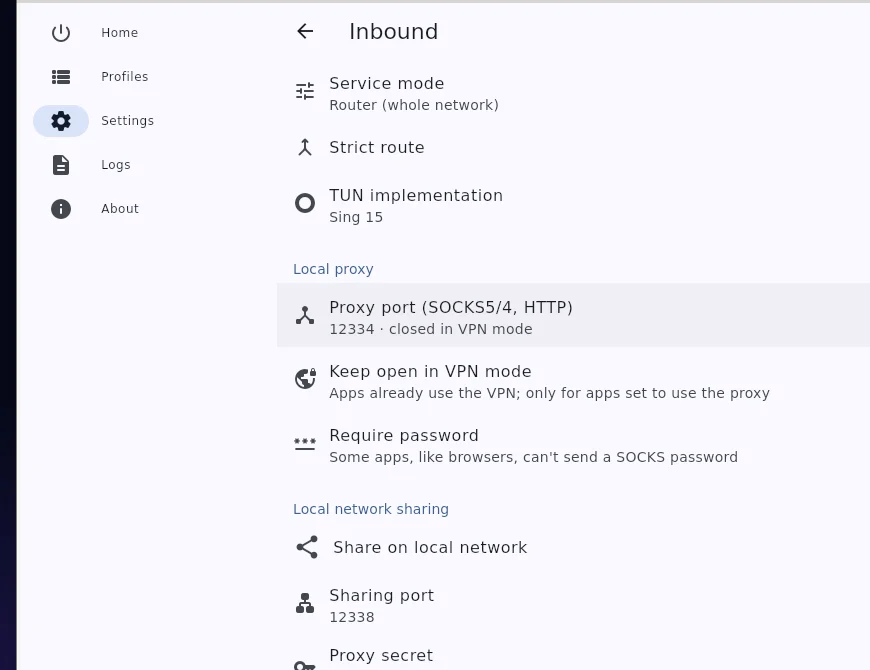 Home
Profiles
Settings
Logs
About
Inbound
Service mode
Router (whole network)
Strict route
TUN implementation
Sing 15
Local proxy
Proxy port (SOCKS5/4, HTTP)
12334 · closed in VPN mode
Keep open in VPN mode
Apps already use the VPN; only for apps set to use the proxy
Require password
Some apps, like browsers, can't send a SOCKS password
Local network sharing
Share on local network
Sharing port
12338
Proxy secret